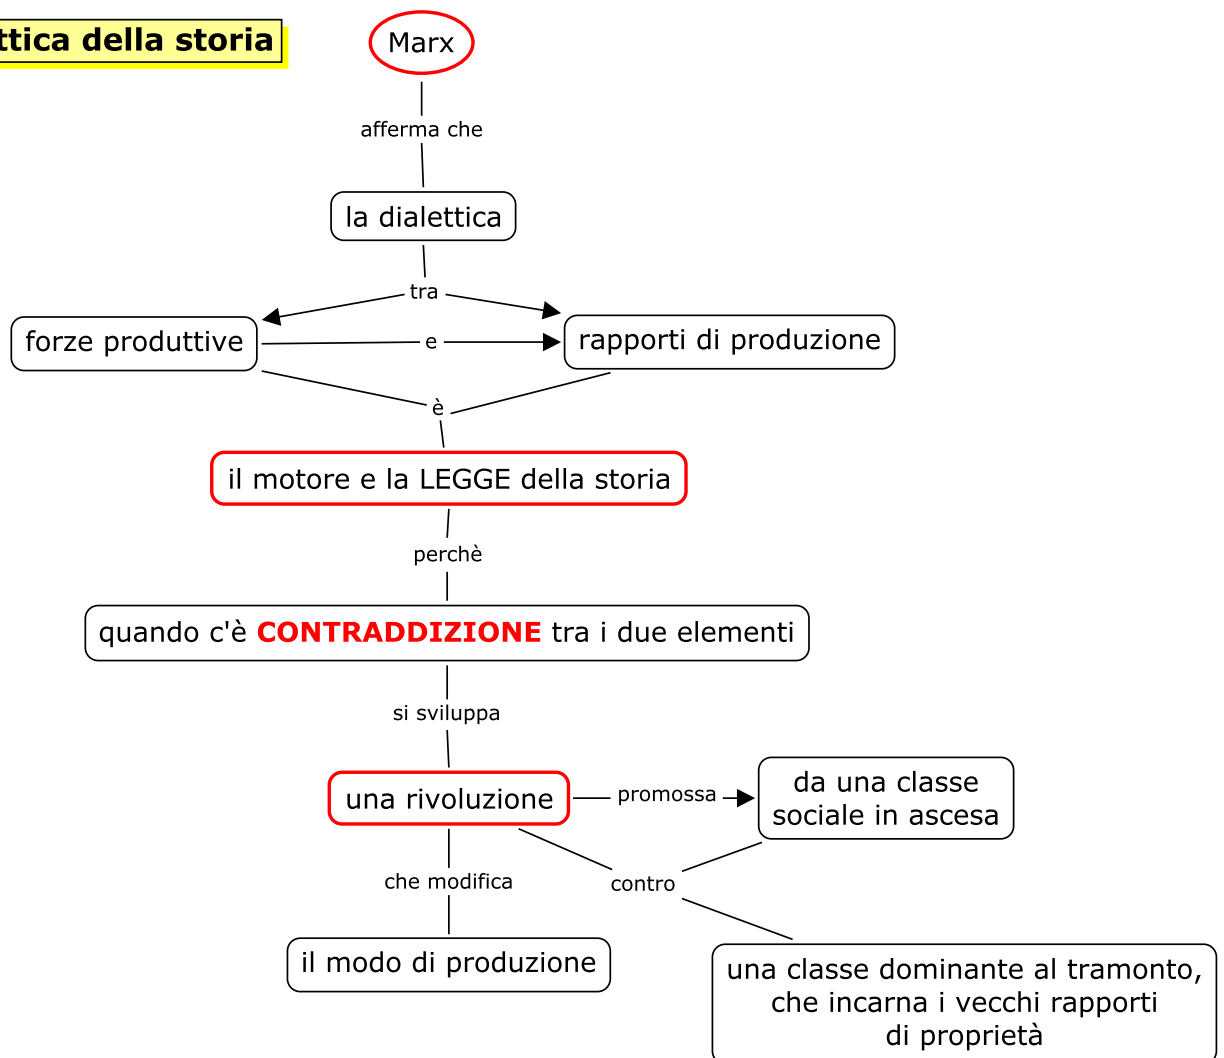 ttica della storia
Marx
afferma che
la dialettica
tra
forze produttive
e
rapporti di produzione
è
il motore e la LEGGE della storia
perchè
quando c'è CONTRADDIZIONE tra i due elementi
si sviluppa
una rivoluzione
promossa
da una classe
sociale in ascesa
che modifica
contro
il modo di produzione
una classe dominante al tramonto,
che incarna i vecchi rapporti
di proprietà